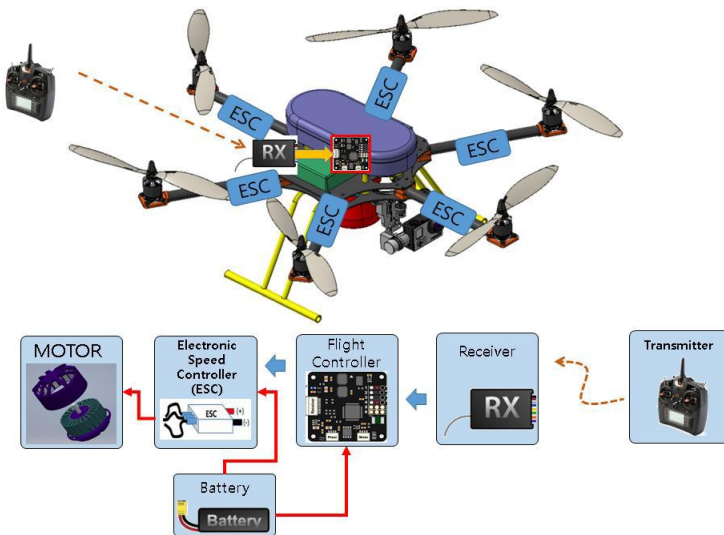 ESC
ESC
ESC
RX
ESC
ESC
ESC
MOTOR
Electronic
Speed
Controller
(ESC)
ESC
(+)
(-)
Flight
Controller
Receiver
RX
Transmitter
Battery
Battery